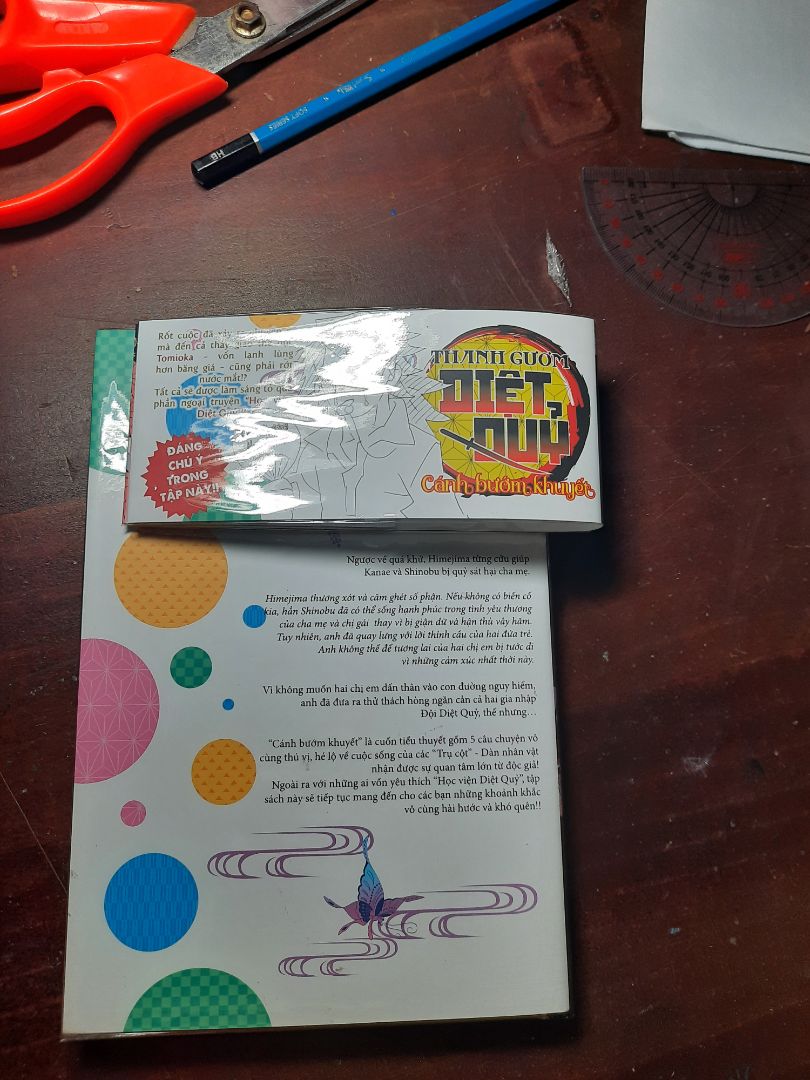 HB
SOFT SERIES
Rốt cuộc đã xảy
mà đến cả thầy giáo thể dục
Tomioka - vốn lạnh lùng
hơn băng giá - cũng phải rơi
nước mắt!?
Tất cả sẽ được làm sáng tỏ qua
phần ngoại truyện "Học
Diệt Quỷ
ĐÁNG
CHÚ Ý
TRONG
TẬP NÀY!!
THANH GƯƠM
DIỆT
QUỶ
Cánh bướm khuyết
Ngược về quá khứ, Himejima từng cứu giúp
Kanae và Shinobu bị quỷ sát hại cha mẹ.
Himejima thương xót và căm ghét số phận. Nếu không có biến cố
kia, hẳn Shinobu đã có thể sống hạnh phúc trong tình yêu thương
của cha mẹ và chị gái thay vì bị giận dữ và hận thù vây hãm.
Tuy nhiên, anh đã quay lưng với lời thỉnh cầu của hai đứa trẻ.
Anh không thể để tương lai của hai chị em bị tước đi
vì những cảm xúc nhất thời này.
Vì không muốn hai chị em dấn thân vào con đường nguy hiểm,
anh đã đưa ra thử thách hòng ngăn cản cả hai gia nhập
Đội Diệt Quỷ, thế nhưng…
"Cánh bướm khuyết" là cuốn tiểu thuyết gồm 5 câu chuyện vô
cùng thú vị, hé lộ về cuộc sống của các "Trụ cột" - Dàn nhân vật
nhận được sự quan tâm lớn từ độc giả!
Ngoài ra với những ai vốn yêu thích "Học viện Diệt Quỷ", tập
sách này sẽ tiếp tục mang đến cho các bạn những khoảnh khắc
vô cùng hài hước và khó quên!!